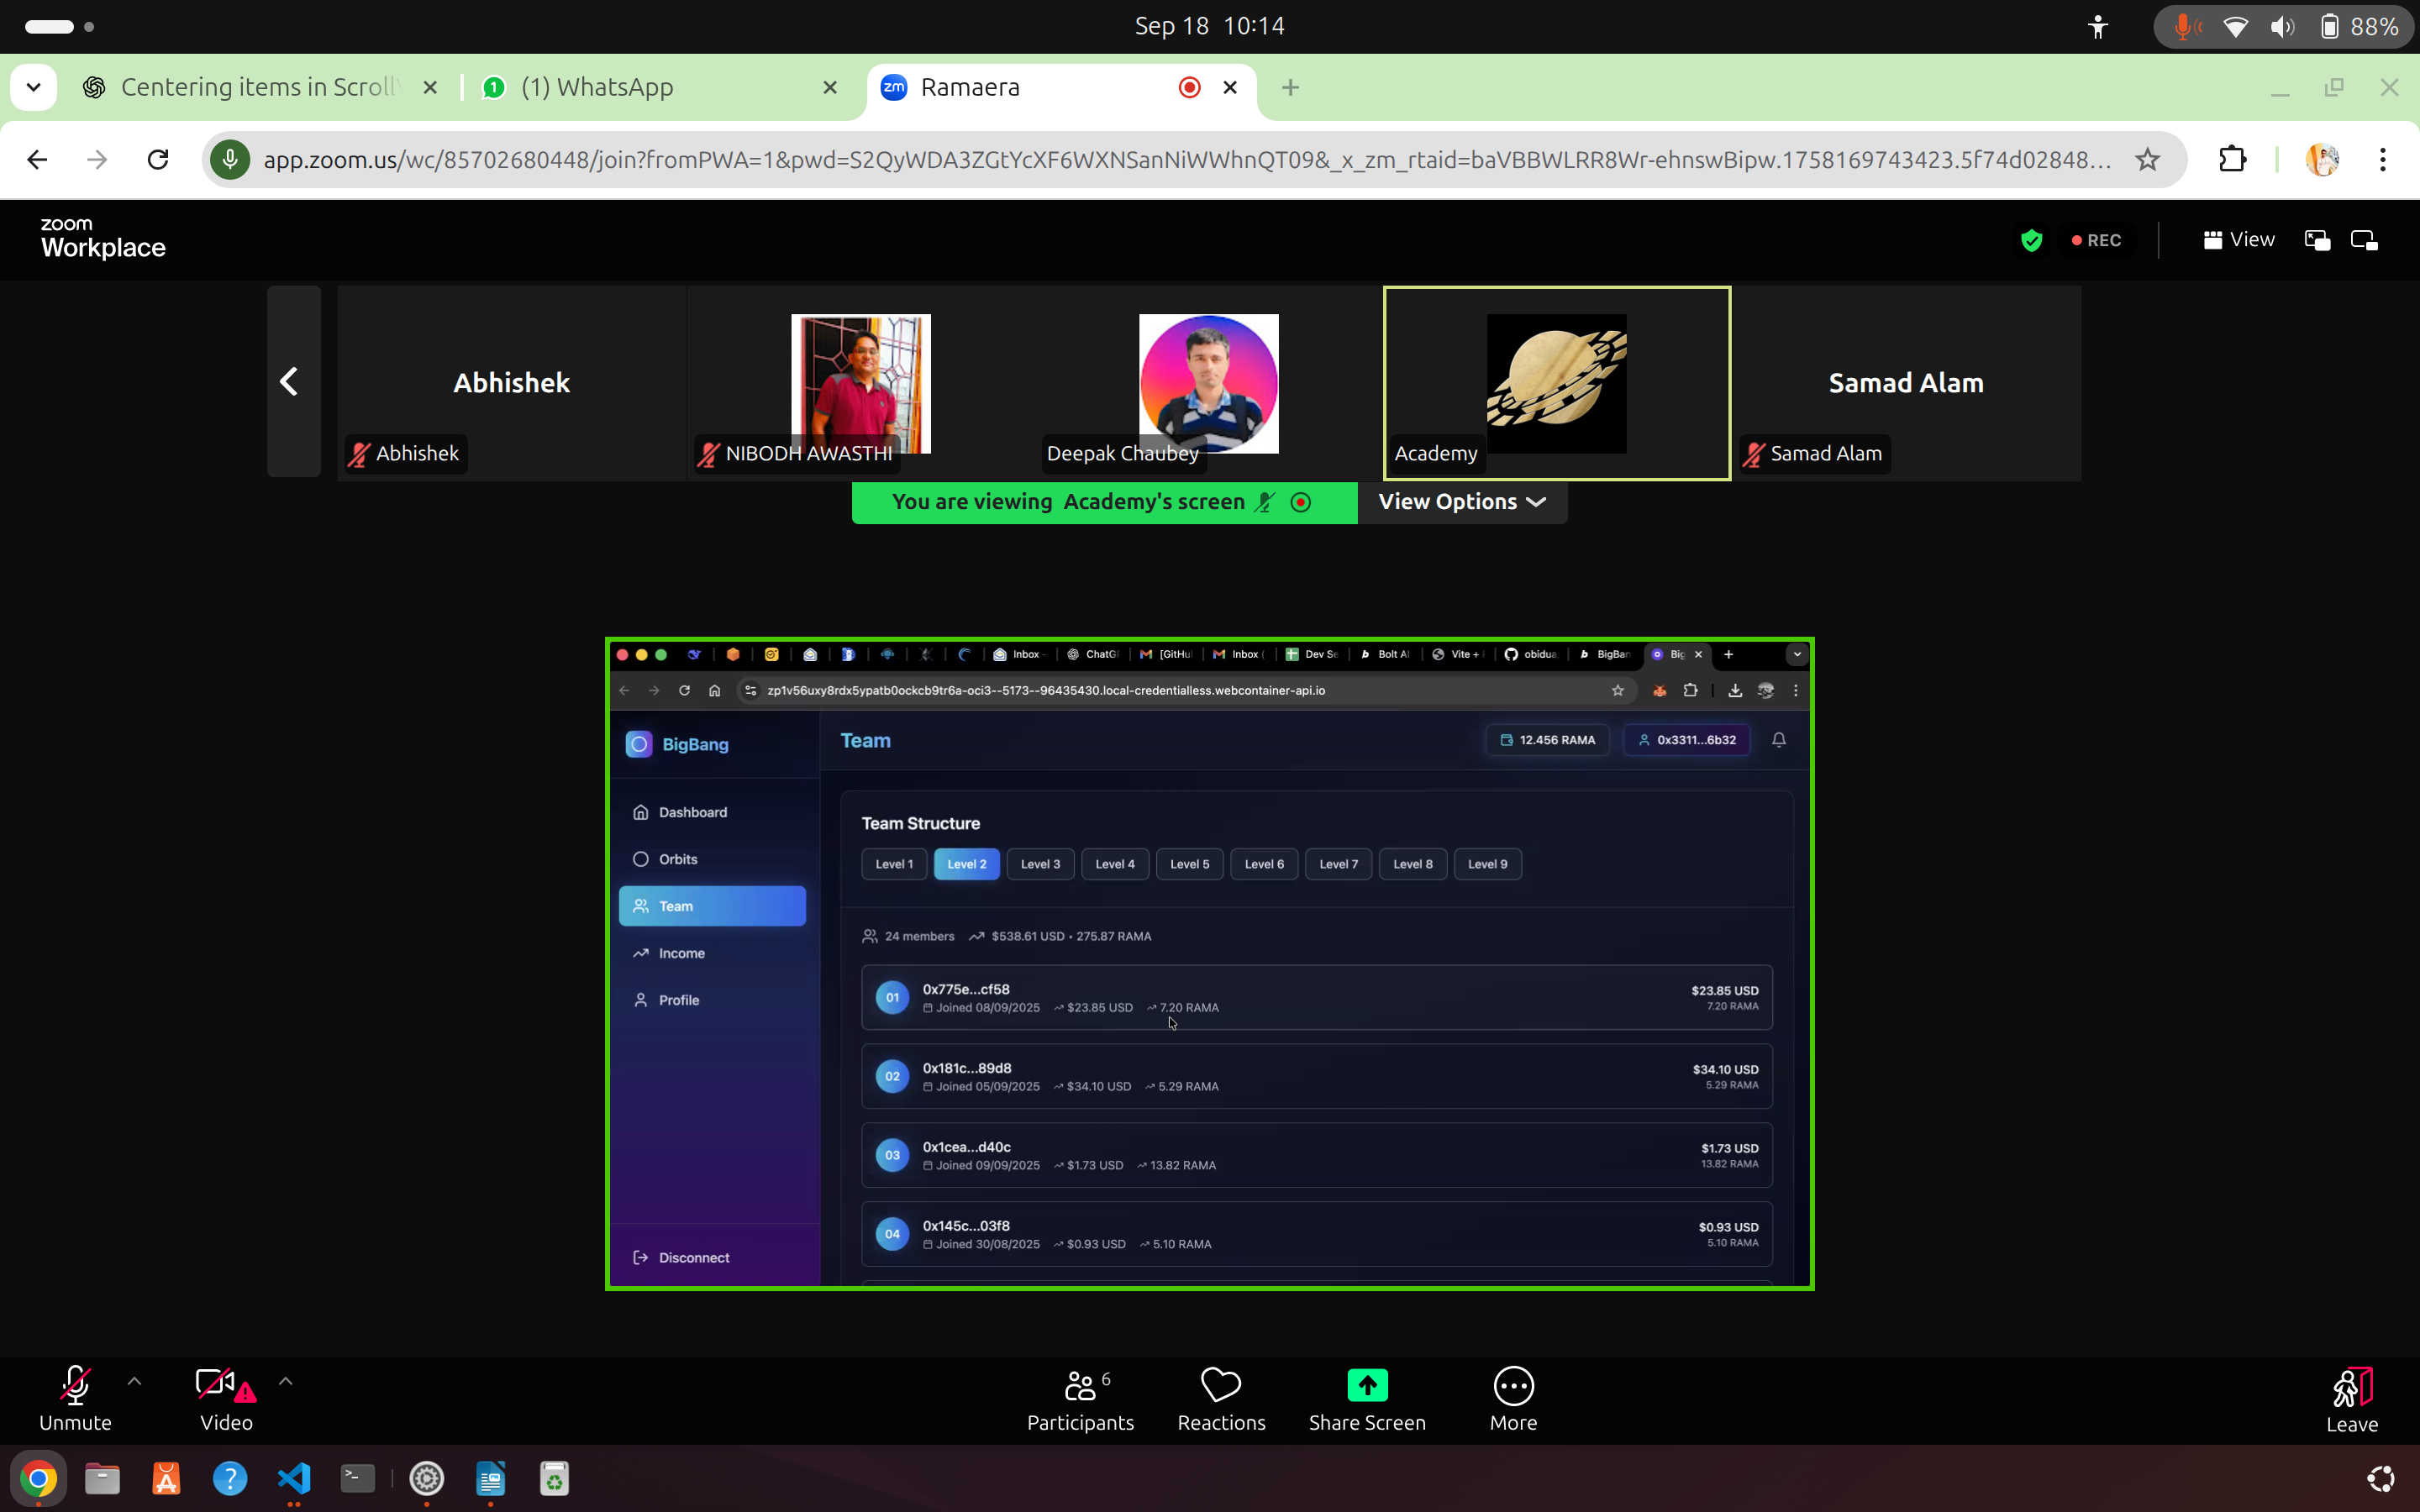 Sep 18 10:14
88%
Centering items in Scroll
(1) WhatsApp
zm Ramaera
app.zoom.us/wc/85702680448/join?fromPWA=1&pwd=S2QyWDA3ZGtYcXF6WXNSanNiWWhnQT09&_x_zm_rtaid=baVBBWLRR8Wr-ehnswBipw.1758169743423.5f74d02848...
zoom
Workplace
REC
View
Abhishek
Samad Alam
Abhishek
NIBODH AWASTHI
Deepak Chaubey
Academy
Samad Alam
You are viewing Academy's screen
View Options
Inbox
ChatG
[GitHu
Inbox (
Dev Se
Bolt AI
Vite +
obidua
BigBan
Big
zp1v56uxy8rdx5ypatb0ockcb9tr6a-oci3--5173--96435430.local-credentialless.webcontainer-api.io
BigBang
Team
12.456 RAMA
0x3311...6b32
Dashboard
Orbits
Team
Income
Profile
Disconnect
Team Structure
Level 1
Level 2
Level 3
Level 4
Level 5
Level 6
Level 7
Level 8
Level 9
24 members $538.61 USD • 275.87 RAMA
01
0x775e...cf58
Joined 08/09/2025 $23.85 USD 7.20 RAMA
$23.85 USD
7.20 RAMA
02
0x181c...89d8
Joined 05/09/2025 $34.10 USD 5.29 RAMA
$34.10 USD
5.29 RAMA
03
0x1cea...d40c
Joined 09/09/2025 $1.73 USD 13.82 RAMA
$1.73 USD
13.82 RAMA
04
0x145c...03f8
Joined 30/08/2025 $0.93 USD 5.10 RAMA
$0.93 USD
5.10 RAMA
Unmute
Video
6
Participants
Reactions
Share Screen
More
Leave